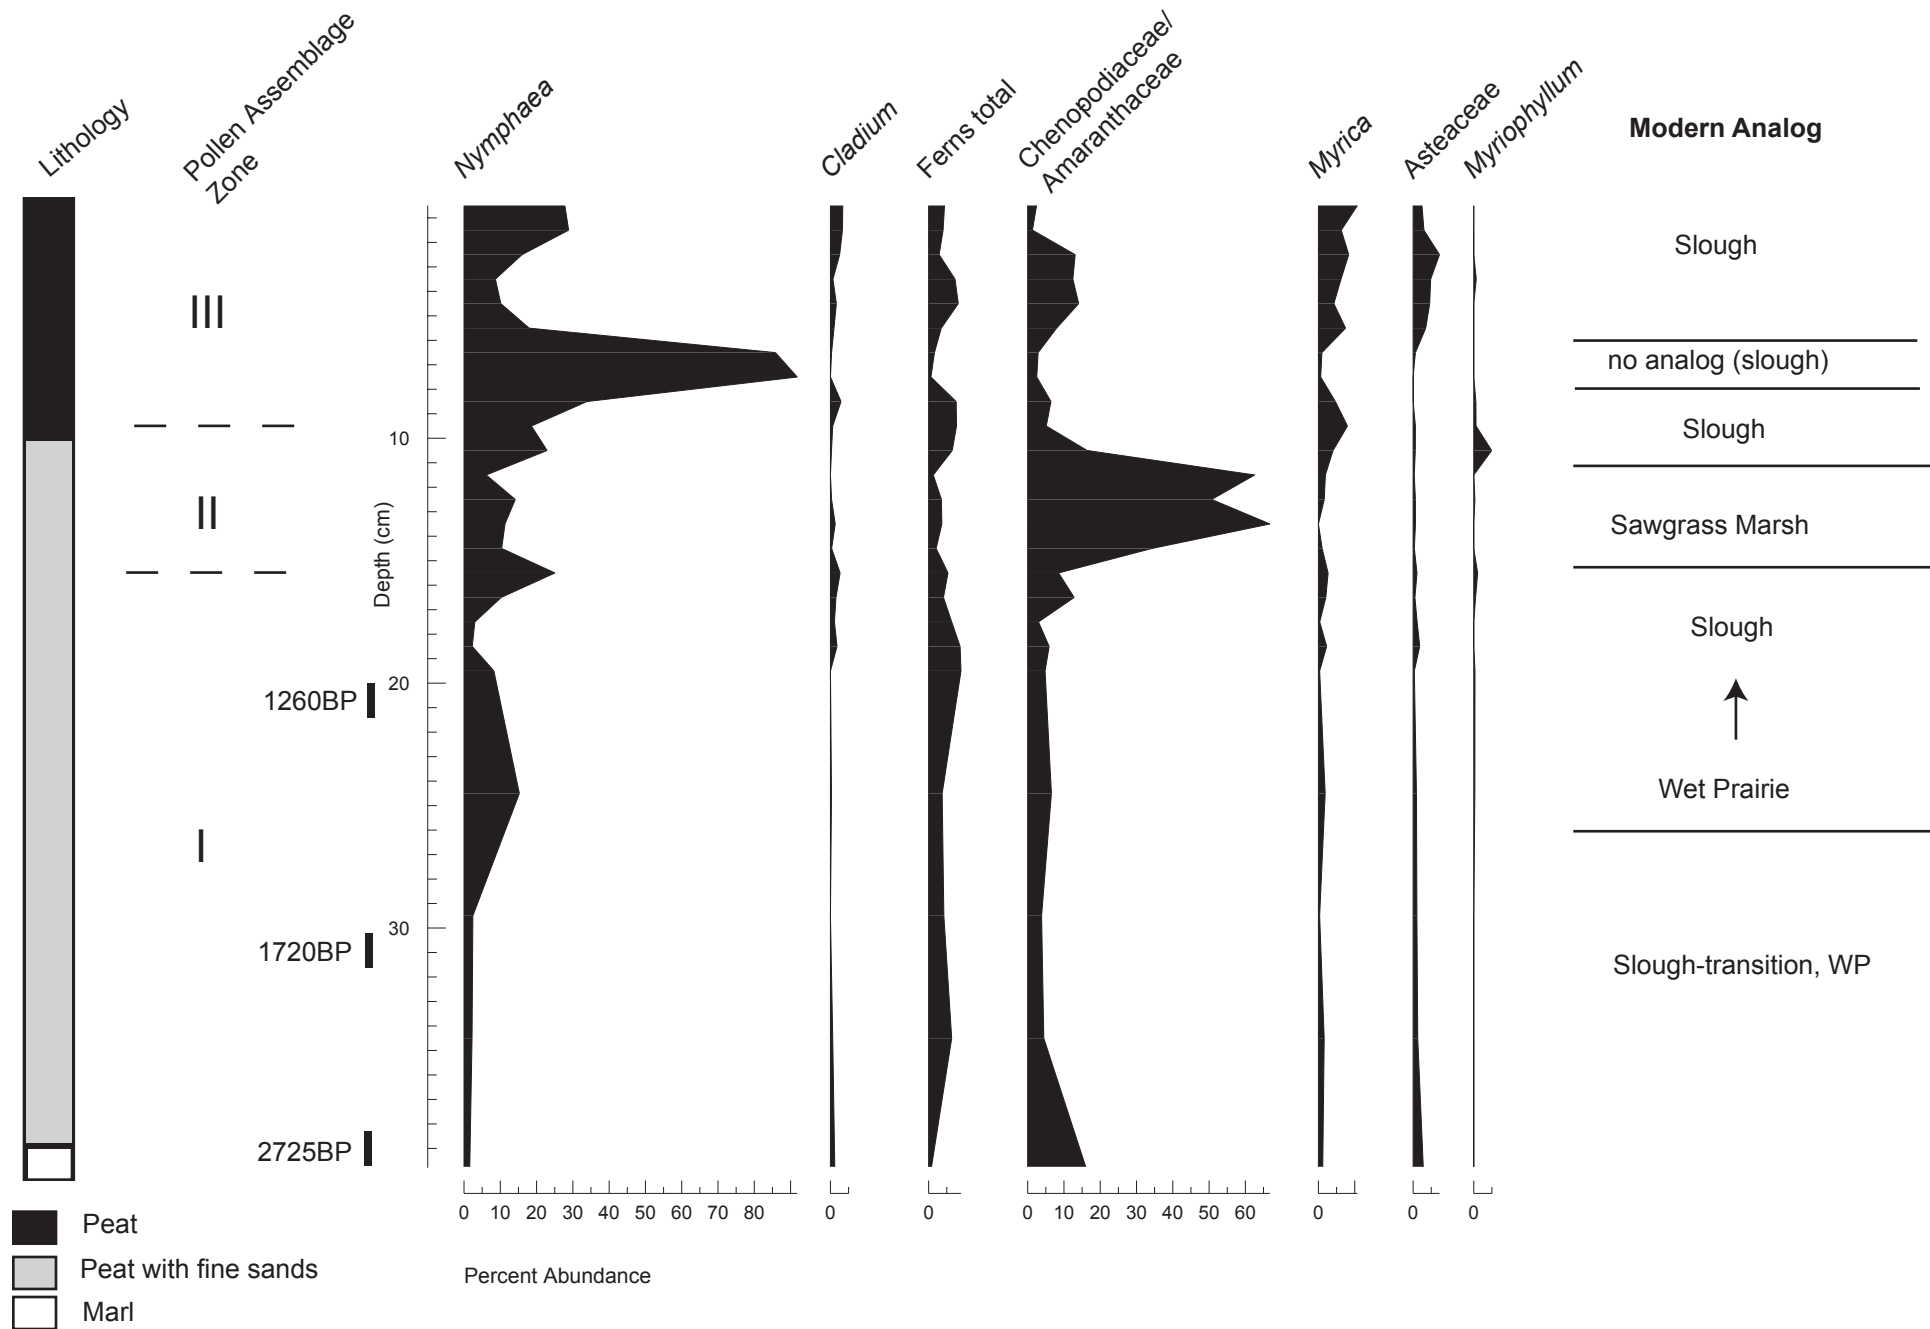 Lithology
Pollen Assemblage
Zone
Nymphaea
Cladium
Ferns total
Chenopodiaceae/
Amaranthaceae
Myrica
Asteraceae
Myriophyllum
Modern Analog
Slough
III
no analog (slough)
10
Slough
II
Depth (cm)
Sawgrass Marsh
Slough
1260BP
20
Wet Prairie
I
1720BP
30
Slough-transition, WP
2725BP
0 10 20 30 40 50 60 70 80
0
0
0 10 20 30 40 50 60
0
0
0
Peat
Peat with fine sands
Marl
Percent Abundance